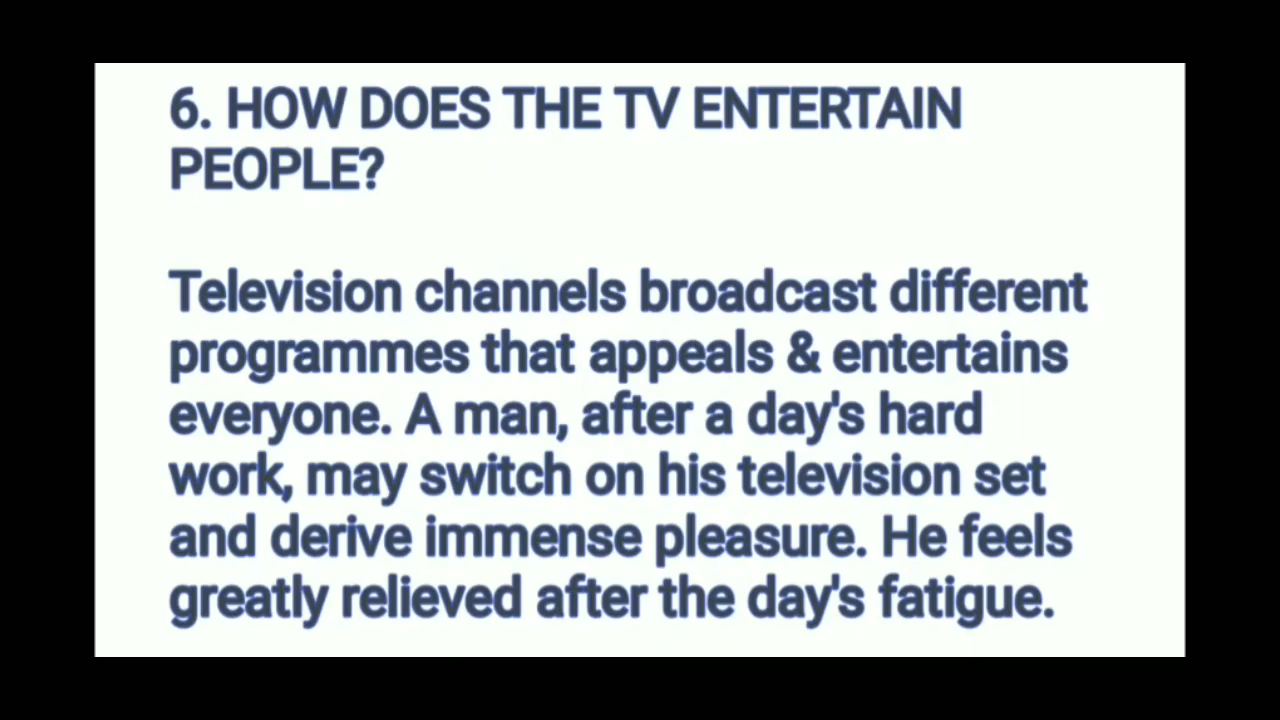 6. HOW DOES THE TV ENTERTAIN
PEOPLE?
Television channels broadcast different
programmes that appeals & entertains
everyone. A man, after a day's hard
work, may switch on his television set
and derive immense pleasure. He feels
greatly relieved after the day's fatigue.